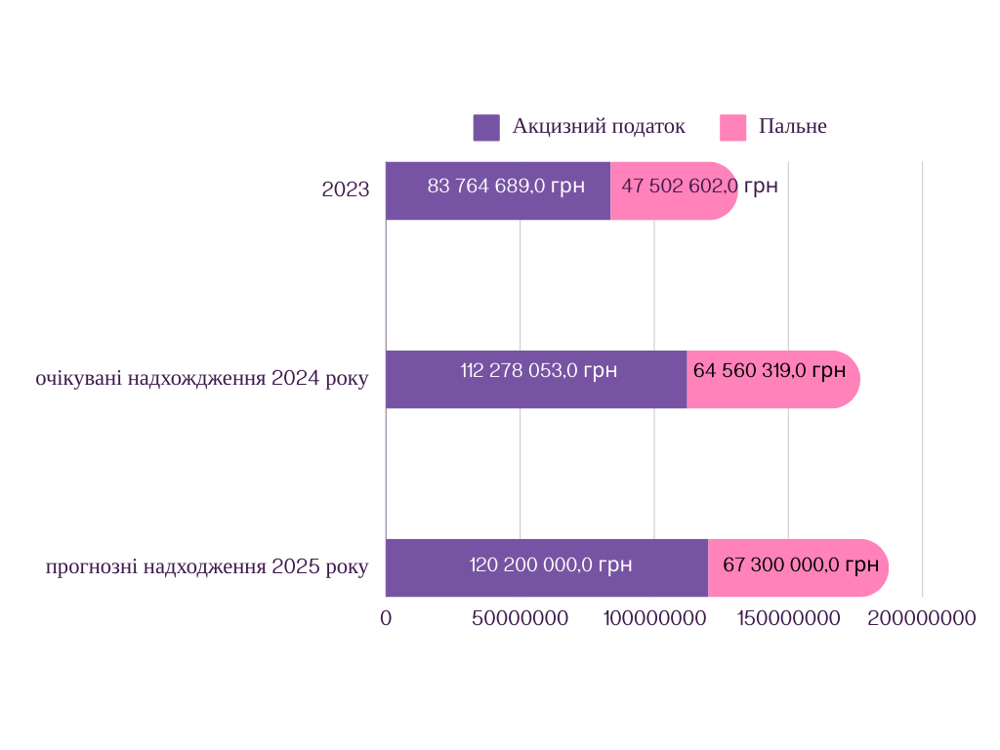 Акцизний податок Пальне
2023 83 764 689,0 грн 47 502 602,0 грн
очікувані надхождження 2024 року 112 278 053,0 грн 64 560 319,0 грн
прогнозні надходження 2025 року 120 200 000,0 грн 67 300 000,0 грн
0 50000000 100000000 150000000 200000000